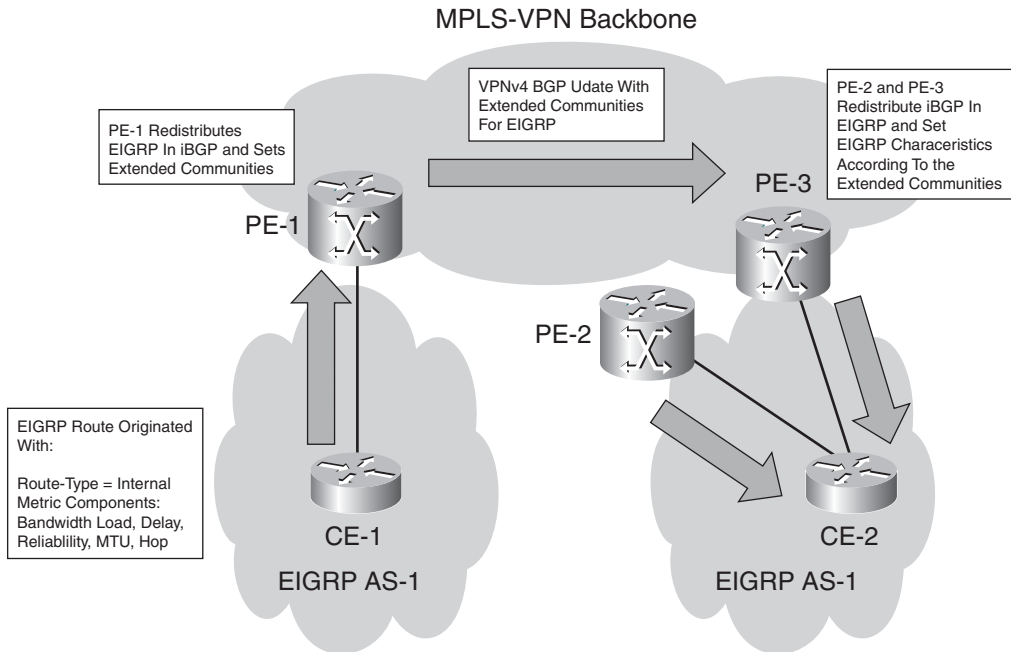 MPLS-VPN Backbone
PE-1 Redistributes
EIGRP In iBGP and Sets
Extended Communities
VPNv4 BGP Udate With
Extended Communities
For EIGRP
PE-2 and PE-3
Redistribute iBGP In
EIGRP and Set
EIGRP Characeristics
According To the
Extended Communities
PE-1
PE-3
PE-2
EIGRP Route Originated
With:
Route-Type = Internal
Metric Components:
Bandwidth Load, Delay,
Reliablility, MTU, Hop
CE-1
EIGRP AS-1
CE-2
EIGRP AS-1